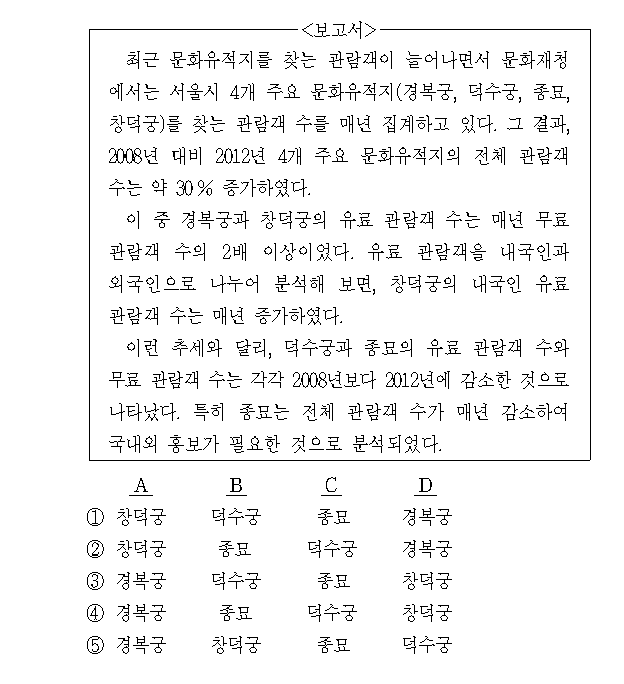 <보고서>
최근 문화유적지를 찾는 관람객이 늘어나면서 문화재청
에서는 서울시 4개 주요 문화유적지(경복궁, 덕수궁, 종묘,
창덕궁)를 찾는 관람객 수를 매년 집계하고 있다. 그 결과,
2008년 대비 2012년 4개 주요 문화유적지의 전체 관람객
수는 약 30 % 증가하였다.
이 중 경복궁과 창덕궁의 유료 관람객 수는 매년 무료
관람객 수의 2배 이상이었다. 유료 관람객을 내국인과
외국인으로 나누어 분석해 보면, 창덕궁의 내국인 유료
관람객 수는 매년 증가하였다.
이런 추세와 달리, 덕수궁과 종묘의 유료 관람객 수와
무료 관람객 수는 각각 2008년보다 2012년에 감소한 것으로
나타났다. 특히 종묘는 전체 관람객 수가 매년 감소하여
국내외 홍보가 필요한 것으로 분석되었다.
A B C D
① 창덕궁 덕수궁 종묘 경복궁
② 창덕궁 종묘 덕수궁 경복궁
③ 경복궁 덕수궁 종묘 창덕궁
④ 경복궁 종묘 덕수궁 창덕궁
⑤ 경복궁 창덕궁 종묘 덕수궁